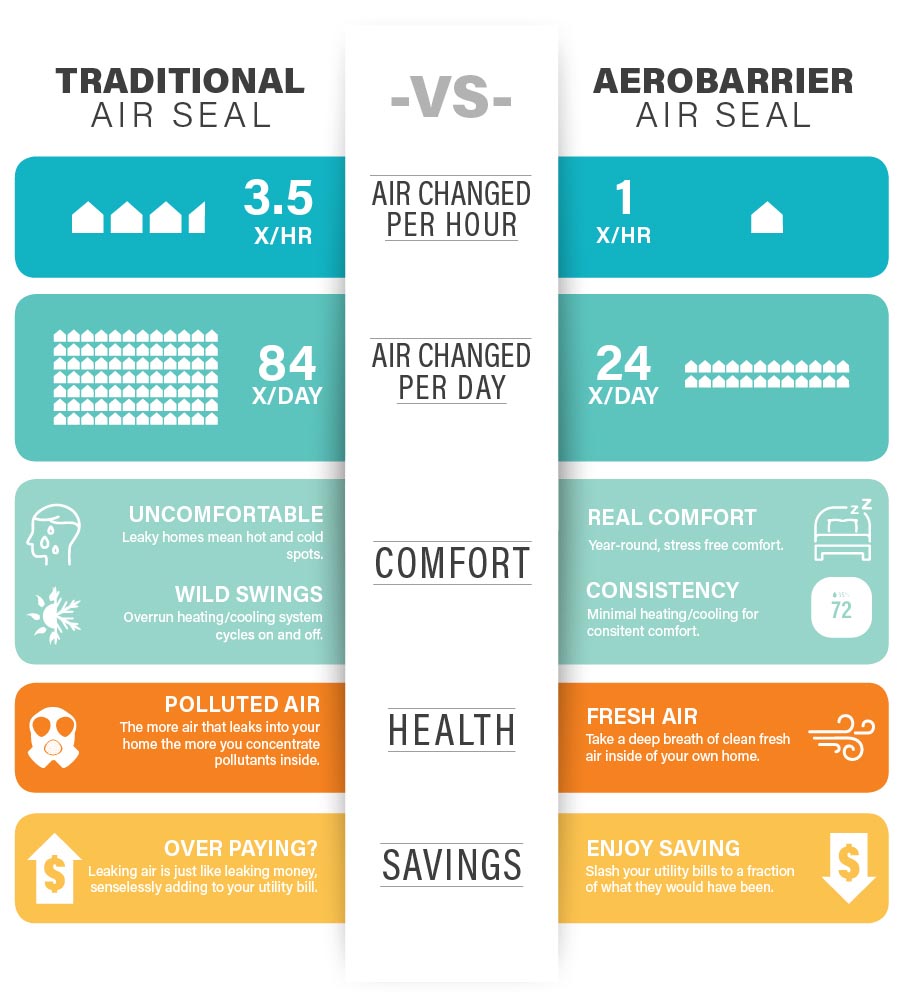 TRADITIONAL
AIR SEAL
-VS-
AEROBARRIER
AIR SEAL
3.5
X/HR
AIR CHANGED
PER HOUR
1
X/HR
84
X/DAY
AIR CHANGED
PER DAY
24
X/DAY
UNCOMFORTABLE
Leaky homes mean hot and cold
spots.
WILD SWINGS
Overrun heating/cooling system
cycles on and off.
COMFORT
REAL COMFORT
Year-round, stress free comfort.
z Z
CONSISTENCY
Minimal heating/cooling for
consitent comfort.
72
POLLUTED AIR
The more air that leaks into your
home the more you concentrate
pollutants inside.
HEALTH
FRESH AIR
Take a deep breath of clean fresh
air inside of your own home.
$
OVER PAYING?
Leaking air is just like leaking money,
senselessly adding to your utility bill.
SAVINGS
ENJOY SAVING
Slash your utility bills to a fraction
of what they would have been.
$